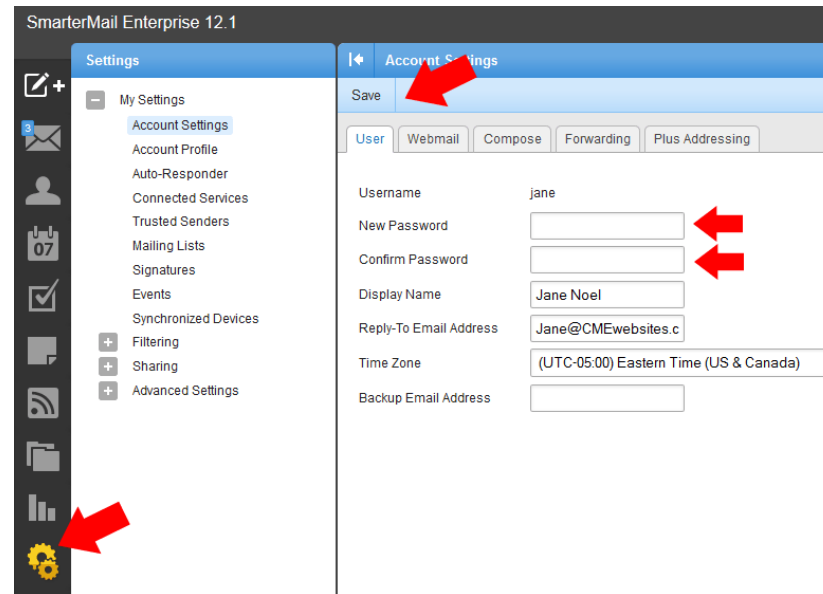 SmarterMail Enterprise 12.1
Settings
My Settings
Account Settings
Account Profile
Auto-Responder
Connected Services
Trusted Senders
Mailing Lists
Signatures
Events
Synchronized Devices
Filtering
Sharing
Advanced Settings
3
07
Account Settings
Save
User Webmail Compose Forwarding Plus Addressing
Username jane
New Password
Confirm Password
Display Name Jane Noel
Reply-To Email Address Jane@CMEwebsites.c
Time Zone (UTC-05:00) Eastern Time (US & Canada)
Backup Email Address